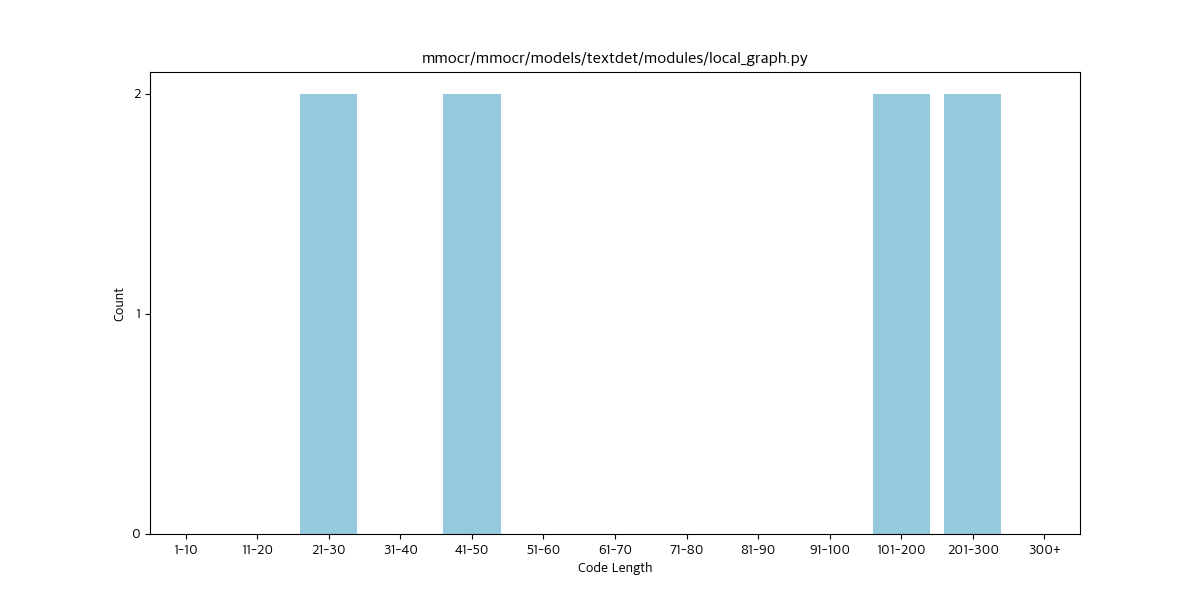 mmocr/mmocr/models/textdet/modules/local_graph.py
Count
2
1
0
1-10 11-20 21-30 31-40 41-50 51-60 61-70 71-80 81-90 91-100 101-200 201-300 300+
Code Length